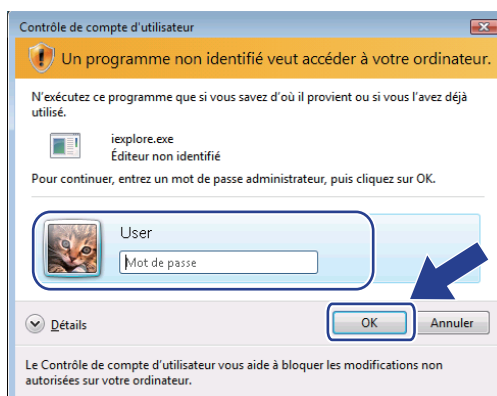 Contrôle de compte d'utilisateur
Un programme non identifié veut accéder à votre ordinateur.
N'exécutez ce programme que si vous savez d'où il provient ou si vous l'avez déjà
utilisé.
iexplore.exe
Éditeur non identifié
Pour continuer, entrez un mot de passe administrateur, puis cliquez sur OK.
User
Mot de passe
Détails
OK
Annuler
Le Contrôle de compte d'utilisateur vous aide à bloquer les modifications non
autorisées sur votre ordinateur.